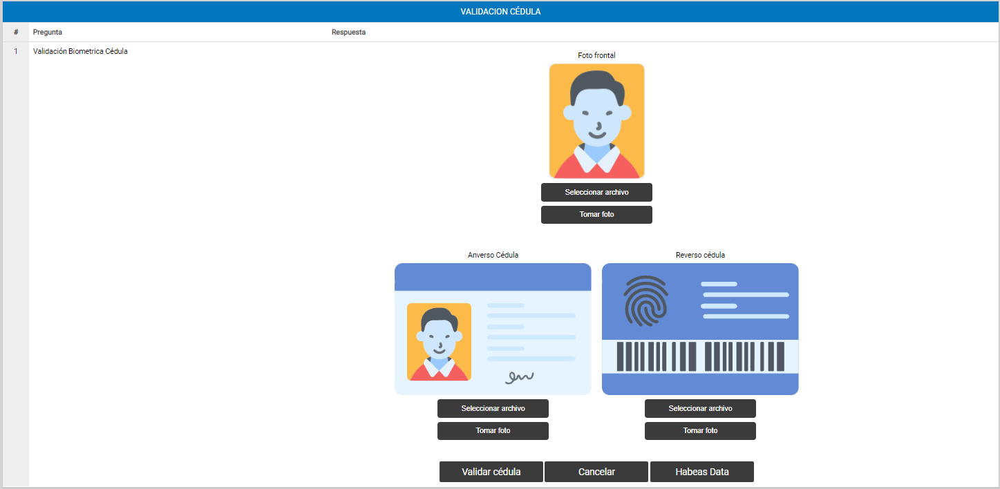 VALIDACION CÉDULA
# Pregunta Respuesta
1 Validación Biometrica Cédula
Foto frontal
Seleccionar archivo
Tomar foto
Anverso Cédula Reverso cédula
Seleccionar archivo Seleccionar archivo
Tomar foto Tomar foto
Validar cédula Cancelar Habeas Data